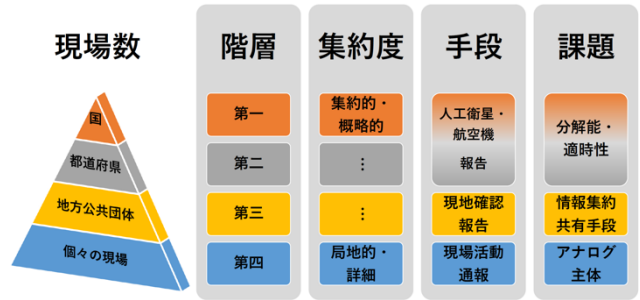 現場数
階層
集約度
手段
課題
国
第一
集約的・
概略的
人工衛星・
航空機
報告
分解能・
適時性
都道府県
第二
⋮
地方公共団体
第三
⋮
現地確認
報告
情報集約
共有手段
個々の現場
第四
局地的・
詳細
現場活動
通報
アナログ
主体